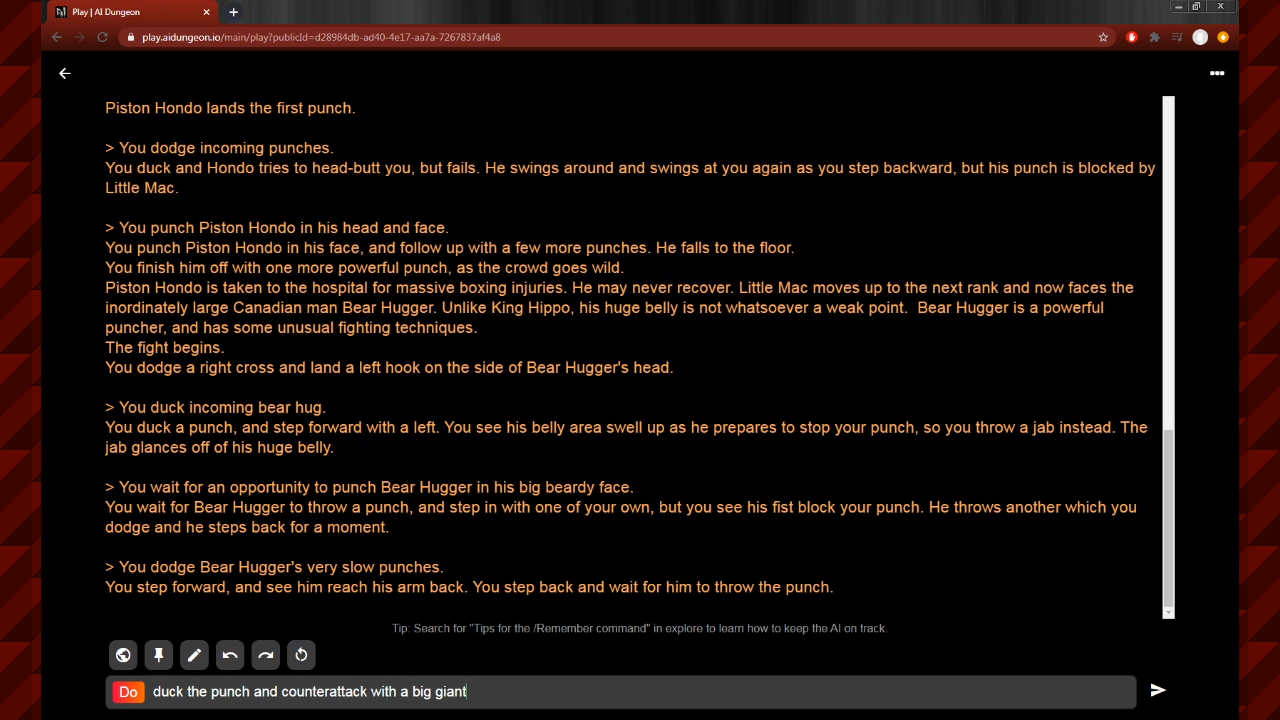 Play | AI Dungeon
play.aidungeon.io/main/play?publicId=d28984db-ad40-4e17-aa7a-7267837af4a8
Piston Hondo lands the first punch.
> You dodge incoming punches.
You duck and Hondo tries to head-butt you, but fails. He swings around and swings at you again as you step backward, but his punch is blocked by
Little Mac.
> You punch Piston Hondo in his head and face.
You punch Piston Hondo in his face, and follow up with a few more punches. He falls to the floor.
You finish him off with one more powerful punch, as the crowd goes wild.
Piston Hondo is taken to the hospital for massive boxing injuries. He may never recover. Little Mac moves up to the next rank and now faces the
inordinately large Canadian man Bear Hugger. Unlike King Hippo, his huge belly is not whatsoever a weak point.  Bear Hugger is a powerful
puncher, and has some unusual fighting techniques.
The fight begins.
You dodge a right cross and land a left hook on the side of Bear Hugger's head.
> You duck incoming bear hug.
You duck a punch, and step forward with a left. You see his belly area swell up as he prepares to stop your punch, so you throw a jab instead. The
jab glances off of his huge belly.
> You wait for an opportunity to punch Bear Hugger in his big beardy face.
You wait for Bear Hugger to throw a punch, and step in with one of your own, but you see his fist block your punch. He throws another which you
dodge and he steps back for a moment.
> You dodge Bear Hugger's very slow punches.
You step forward, and see him reach his arm back. You step back and wait for him to throw the punch.
Tip: Search for "Tips for the /Remember command" in explore to learn how to keep the AI on track.
Do duck the punch and counterattack with a big giant